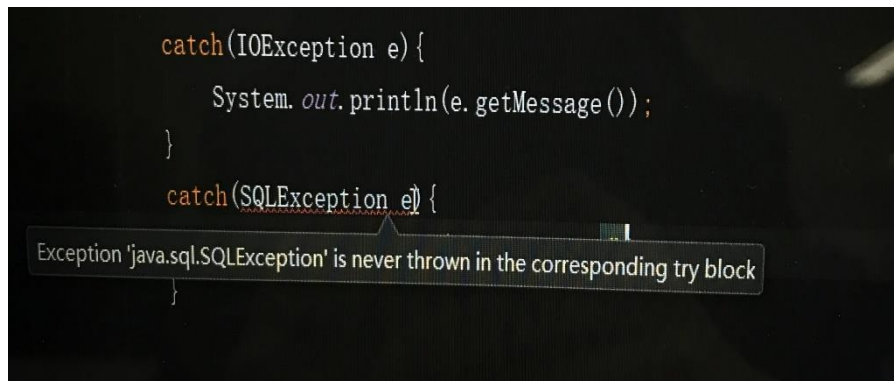 catch(IOException e){
System.out.println(e.getMessage());
}
catch(SQLException e){
Exception 'java.sql.SQLException' is never thrown in the corresponding try block
}